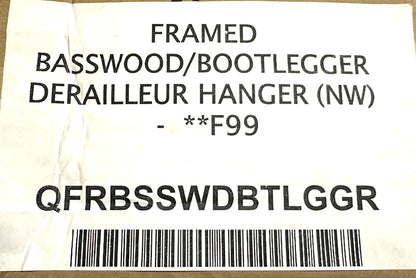 FRAMED
BASSWOOD/BOOTLEGGER
DERAILLEUR HANGER (NW)
- **F99
QFRBSSWDBTLGGR